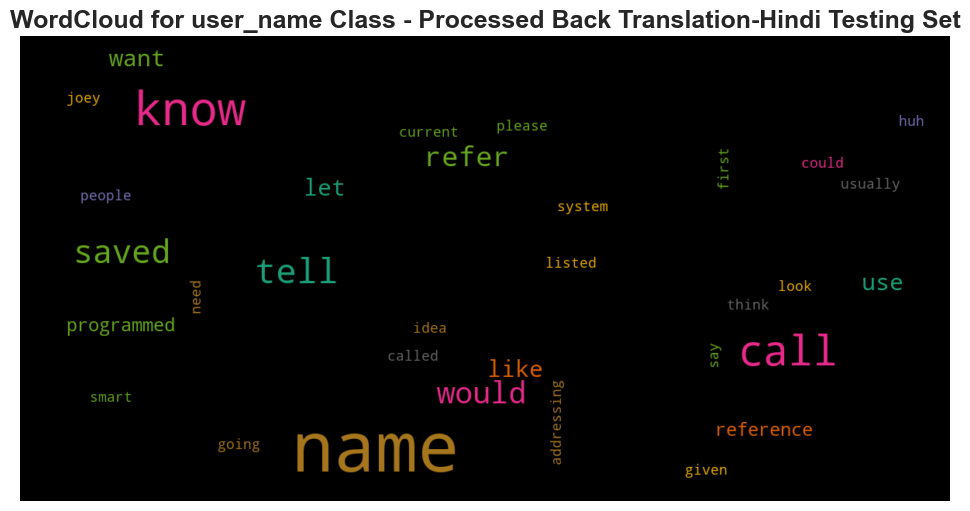 WordCloud for user_name Class - Processed Back Translation-Hindi Testing Set
want
joey
know
current
please
huh
refer
first
could
let
usually
people
system
saved
tell
listed
use
need
look
think
programmed
idea
called
say
call
like
smart
would
addressing
reference
going
name
given